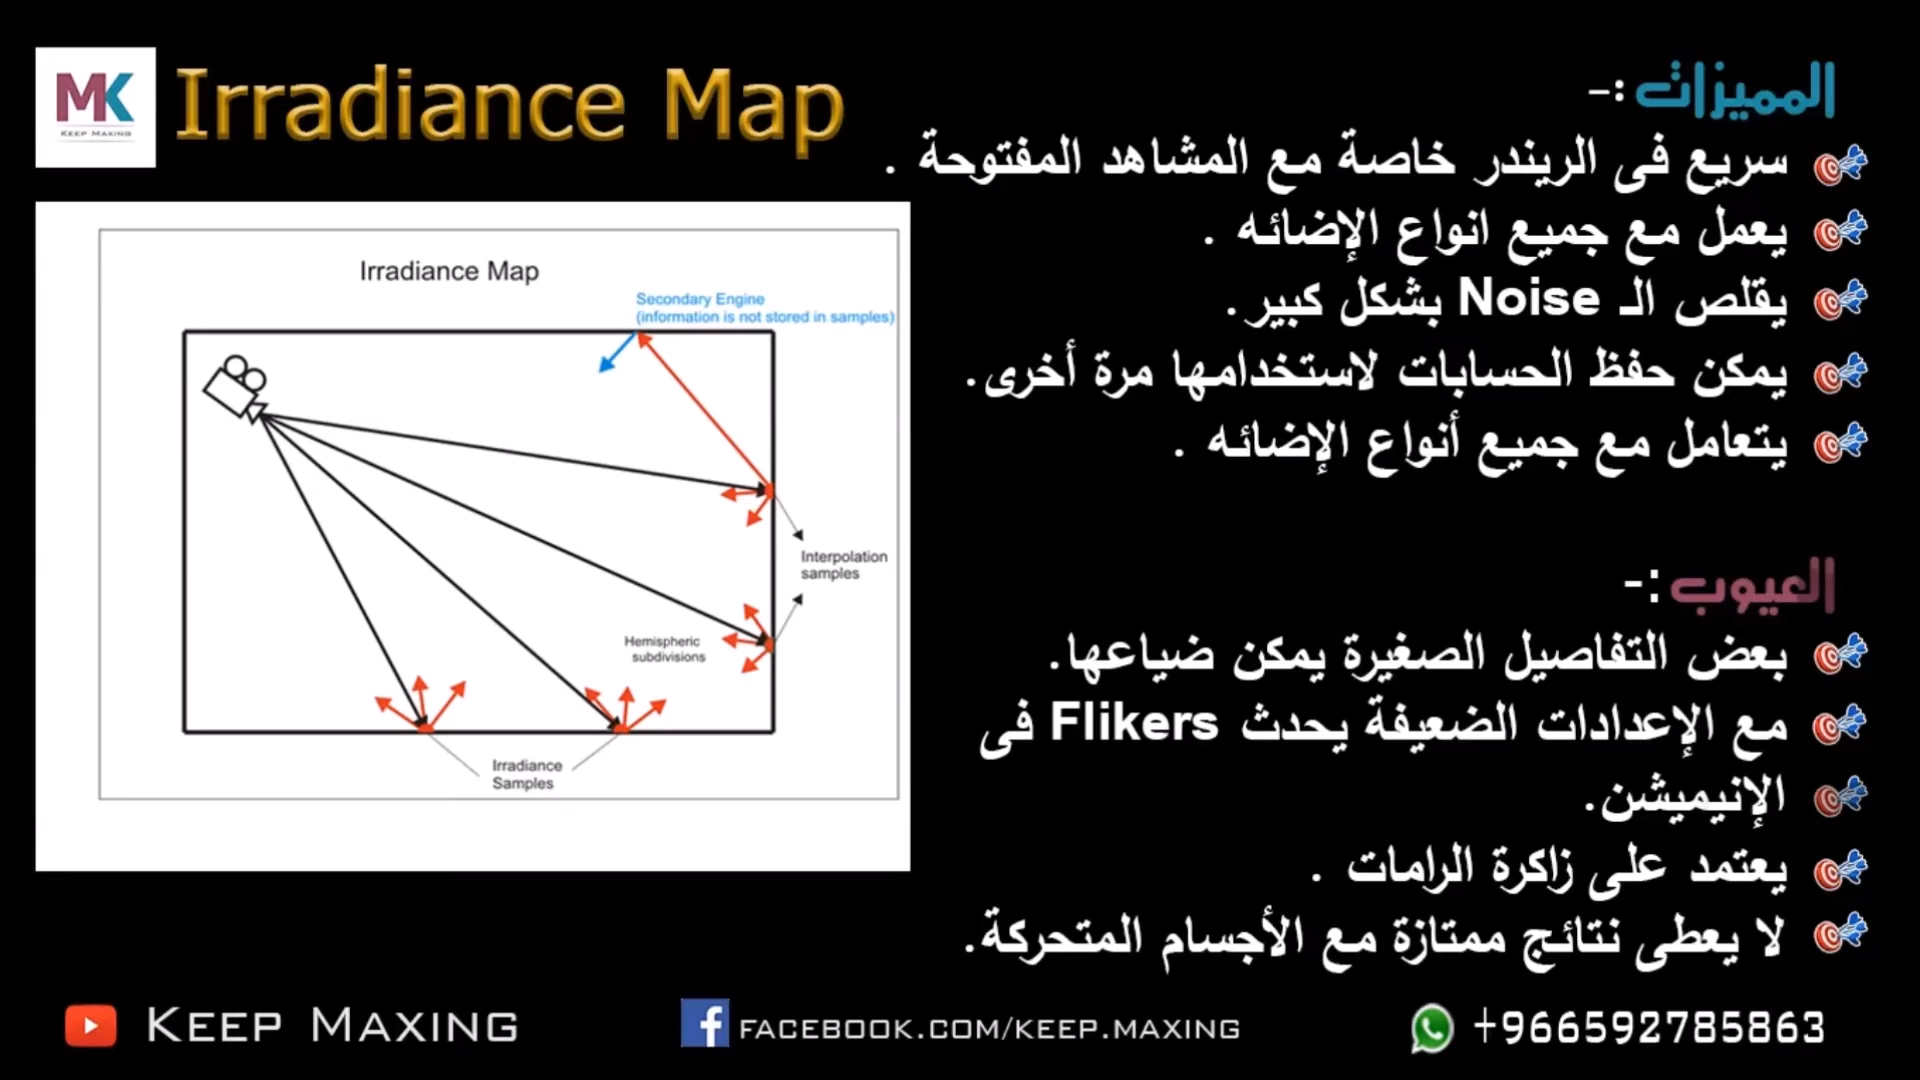 MK
KEEP MAXING
Irradiance Map
المميزات :-
سريع فى الريندر خاصة مع المشاهد المفتوحة .
يعمل مع جميع انواع الإضائه .
يقلص الـ Noise بشكل كبير.
يمكن حفظ الحسابات لاستخدامها مرة أخرى.
يتعامل مع جميع أنواع الإضائه .
Irradiance Map
Secondary Engine
(information is not stored in samples)
Interpolation
samples
Hemispheric
subdivisions
Irradiance
Samples
العيوب :-
بعض التفاصيل الصغيرة يمكن ضياعها.
مع الإعدادات الضعيفة يحدث Flikers فى
الإنيميشن.
يعتمد على زاكرة الرامات .
لا يعطى نتائج ممتازة مع الأجسام المتحركة.
KEEP MAXING
FACEBOOK.COM/KEEP.MAXING
+966592785863